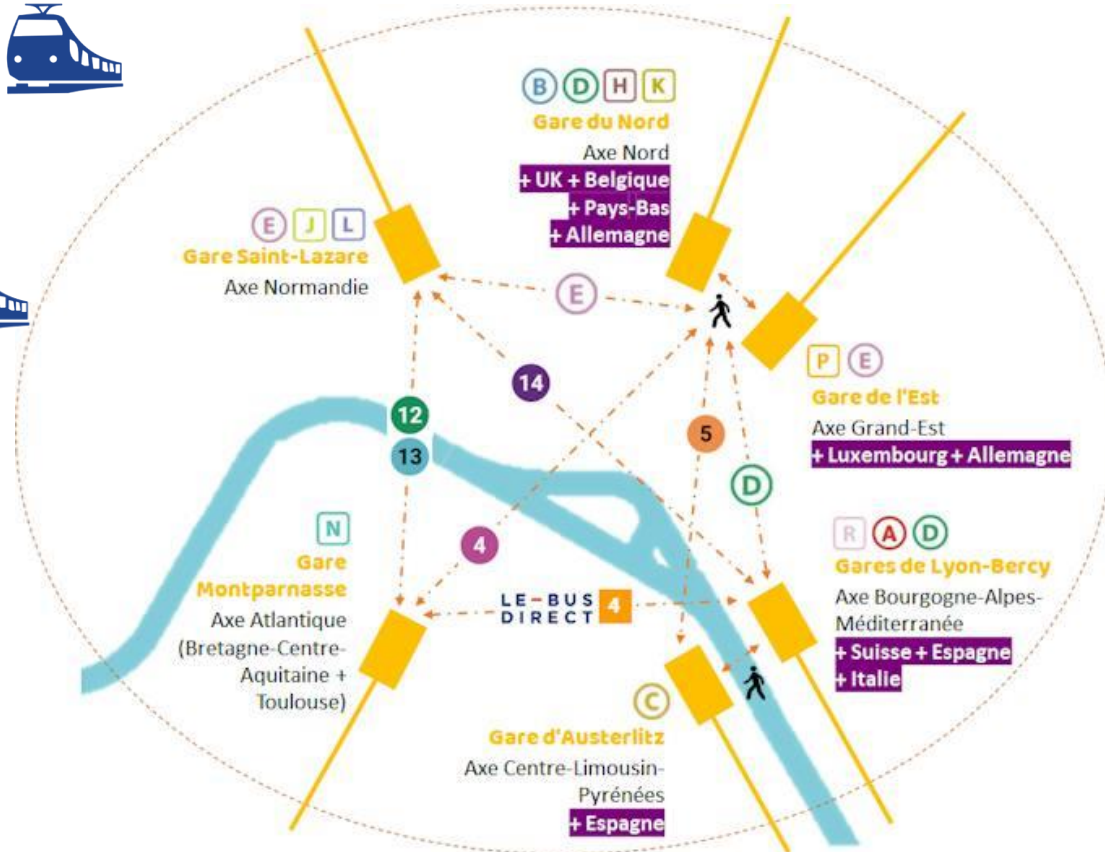 B D H K
Gare du Nord
Axe Nord
+ UK + Belgique
+ Pays-Bas
+ Allemagne
E J L
Gare Saint-Lazare
Axe Normandie
E
P E
Gare de l'Est
Axe Grand-Est
+ Luxembourg + Allemagne
14
12
13
5
D
4
N
Gare
Montparnasse
Axe Atlantique
(Bretagne-Centre-
Aquitaine +
Toulouse)
LE-BUS
DIRECT 4
R A D
Gares de Lyon-Bercy
Axe Bourgogne-Alpes-
Méditerranée
+ Suisse + Espagne
+ Italie
C
Gare d'Austerlitz
Axe Centre-Limousin-
Pyrénées
+ Espagne